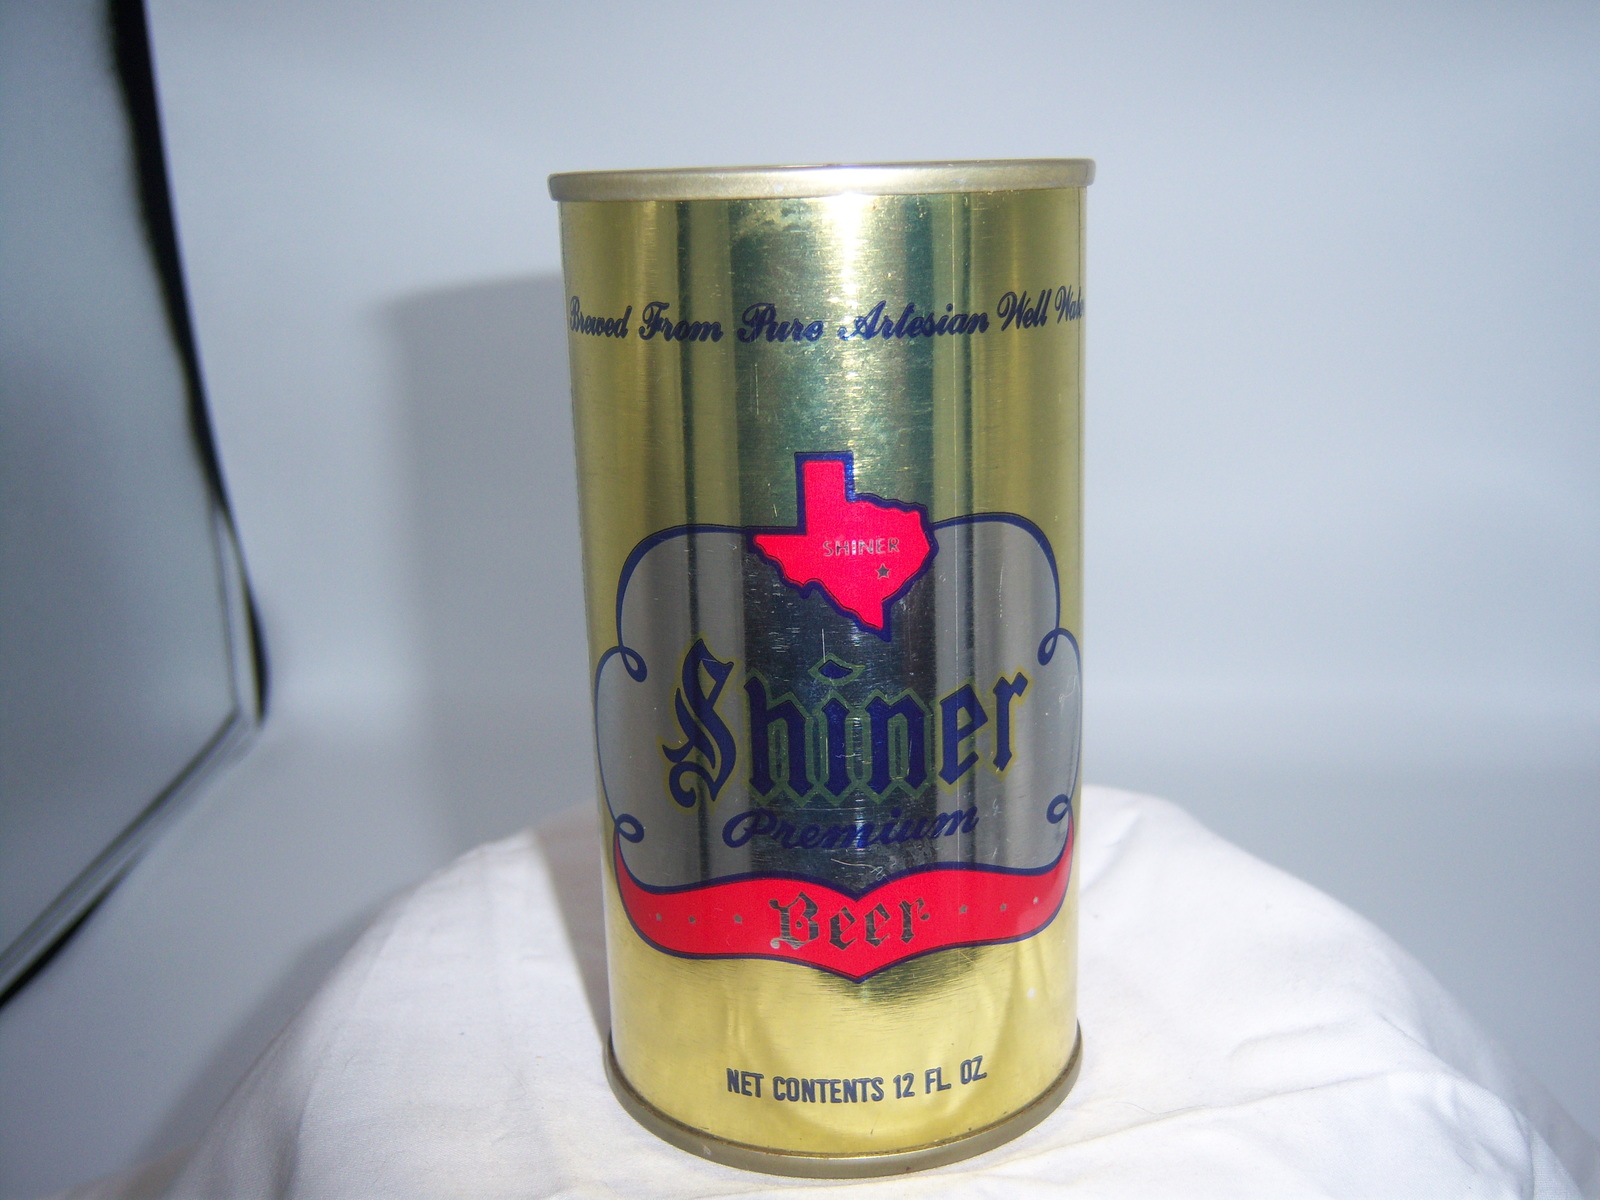 Brewed From Pure Artesian Well
SHINER
Shiner
Premium
Beer
NET CONTENTS 12 FL. OZ.